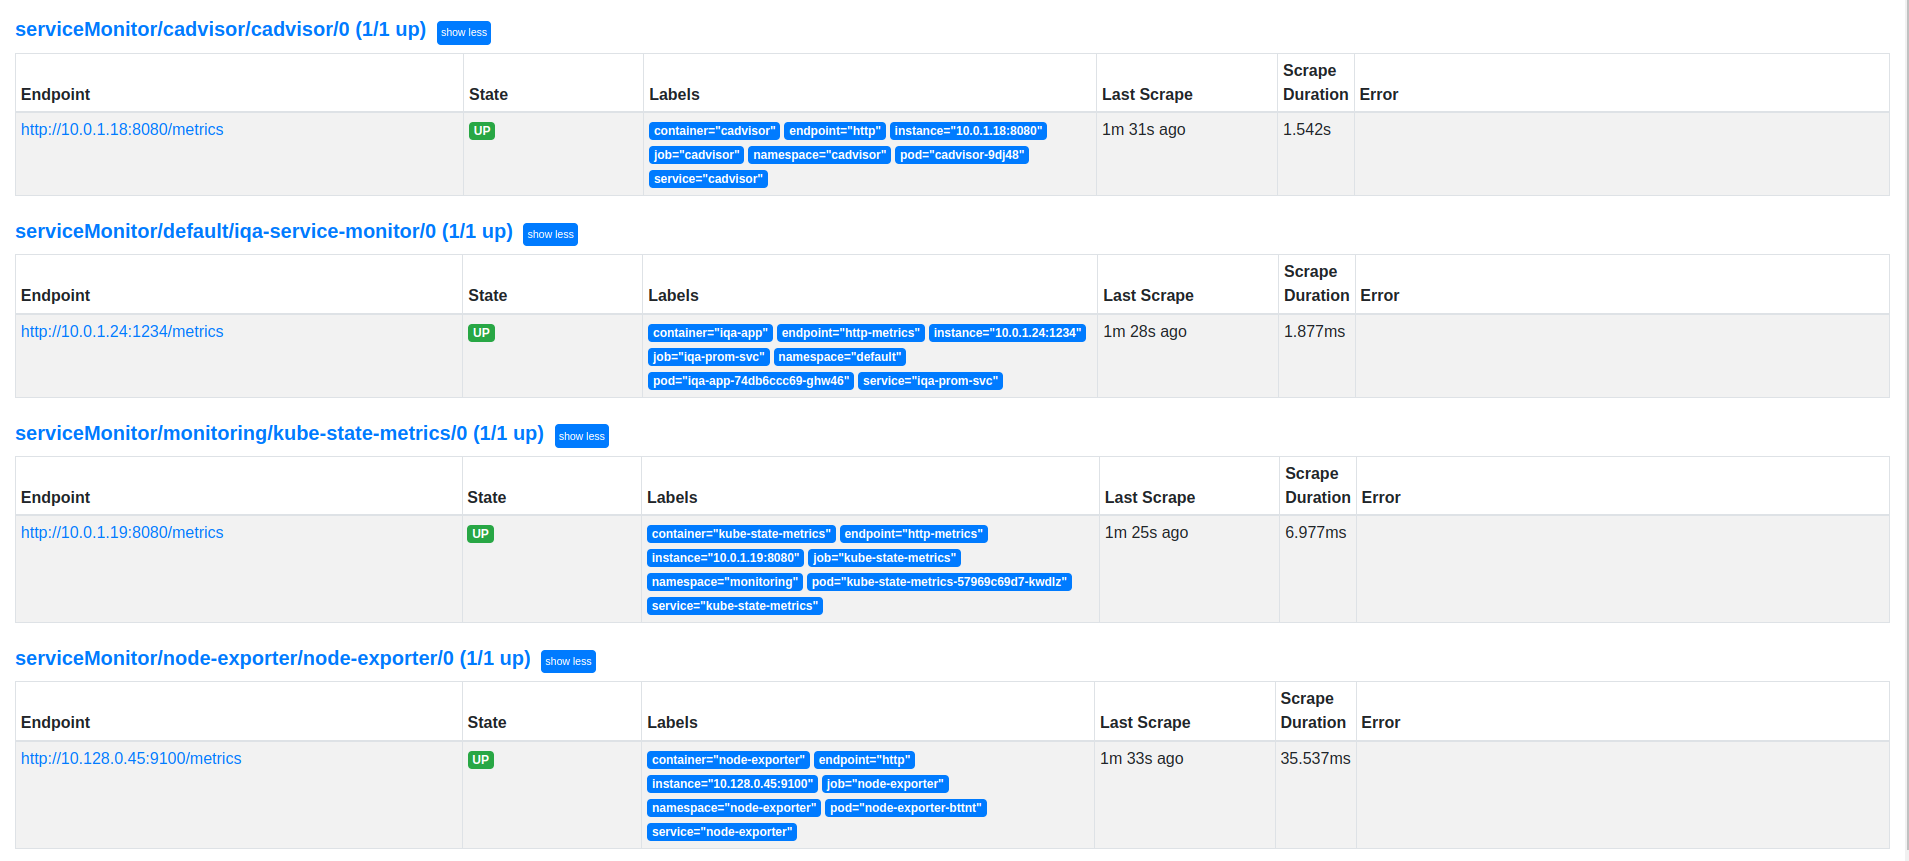 serviceMonitor/cadvisor/cadvisor/0 (1/1 up) show less
Scrape
Endpoint State Labels Last Scrape Duration Error
http://10.0.1.18:8080/metrics UP container="cadvisor" endpoint="http" instance="10.0.1.18:8080" 1m 31s ago 1.542s
job="cadvisor" namespace="cadvisor" pod="cadvisor-9dj48"
service="cadvisor"
serviceMonitor/default/iqa-service-monitor/0 (1/1 up) show less
Scrape
Endpoint State Labels Last Scrape Duration Error
http://10.0.1.24:1234/metrics UP container="iqa-app" endpoint="http-metrics" instance="10.0.1.24:1234" 1m 28s ago 1.877ms
job="iqa-prom-svc" namespace="default"
pod="iqa-app-74db6ccc69-ghw46" service="iqa-prom-svc"
serviceMonitor/monitoring/kube-state-metrics/0 (1/1 up) show less
Scrape
Endpoint State Labels Last Scrape Duration Error
http://10.0.1.19:8080/metrics UP container="kube-state-metrics" endpoint="http-metrics" 1m 25s ago 6.977ms
instance="10.0.1.19:8080" job="kube-state-metrics"
namespace="monitoring" pod="kube-state-metrics-57969c69d7-kwdlz"
service="kube-state-metrics"
serviceMonitor/node-exporter/node-exporter/0 (1/1 up) show less
Scrape
Endpoint State Labels Last Scrape Duration Error
http://10.128.0.45:9100/metrics UP container="node-exporter" endpoint="http" 1m 33s ago 35.537ms
instance="10.128.0.45:9100" job="node-exporter"
namespace="node-exporter" pod="node-exporter-bttnt"
service="node-exporter"